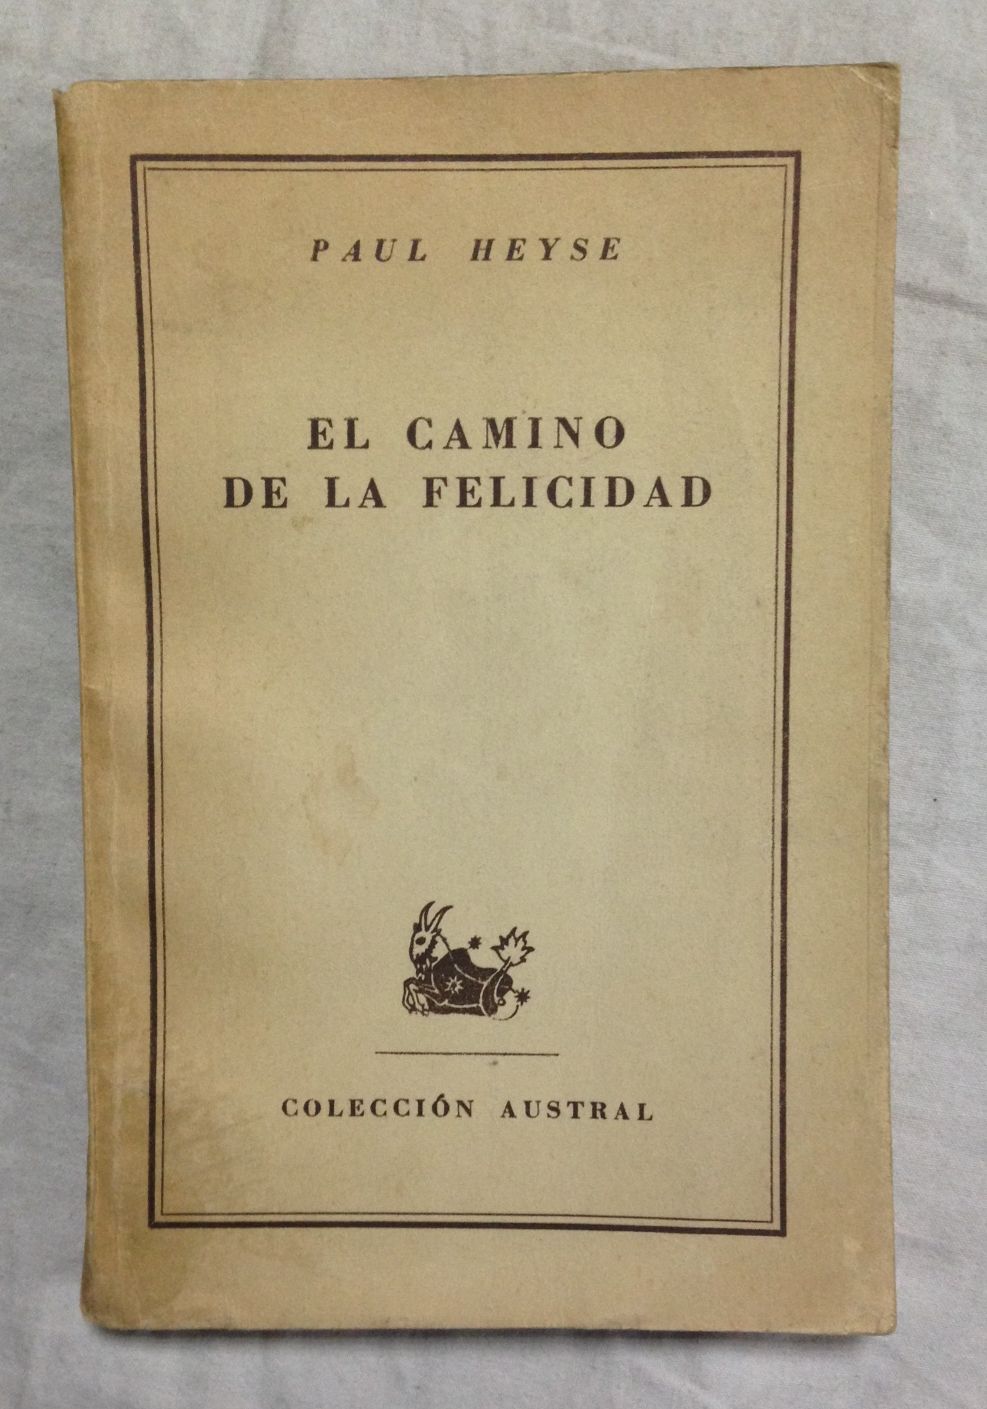 PAUL HEYSE
EL CAMINO
DE LA FELICIDAD
COLECCIÓN AUSTRAL